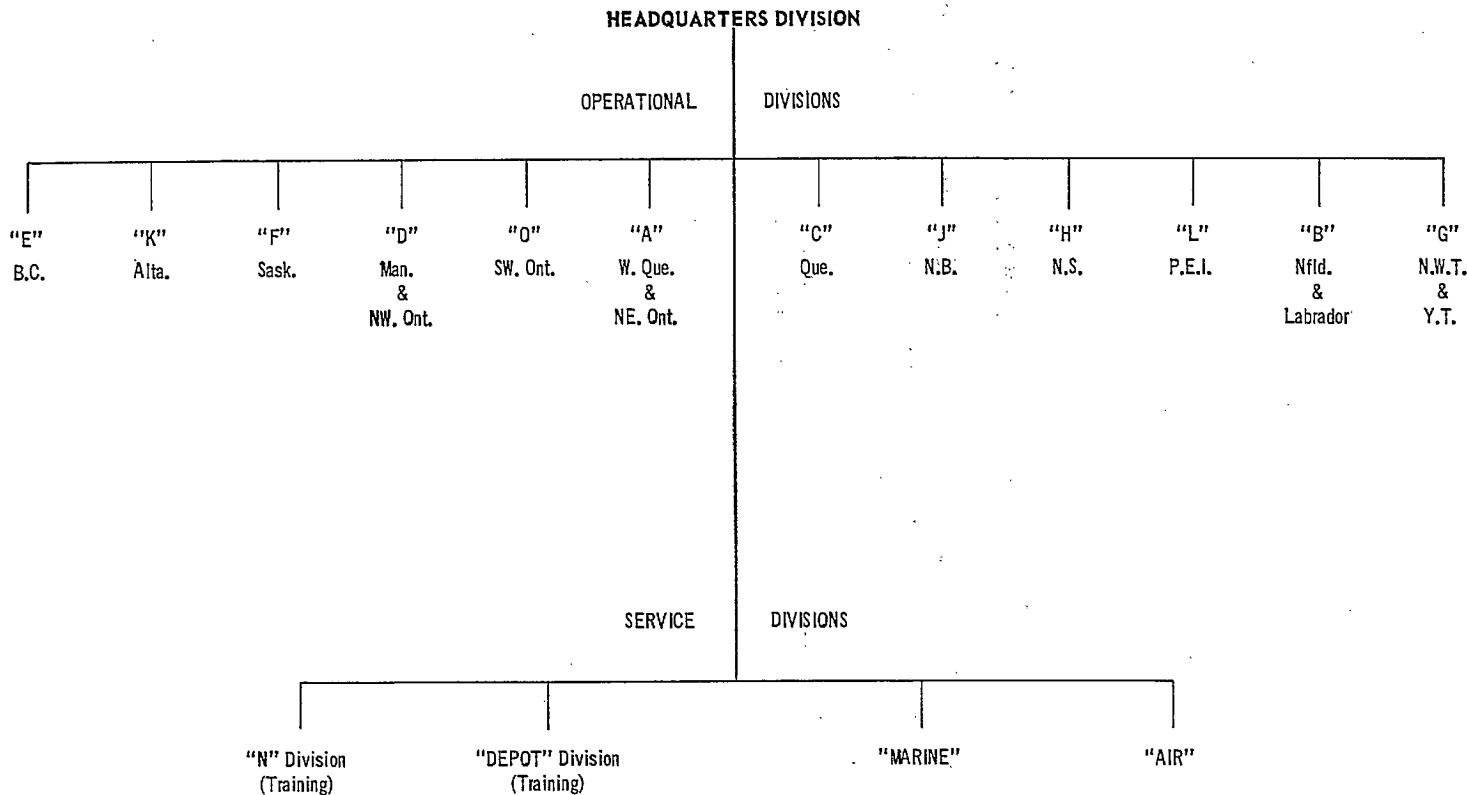 HEADQUARTERS DIVISION
OPERATIONAL DIVISIONS
"E" "K" "F" "D" "O" "A" "C" "J" "H" "L" "B" "G"
B.C. Alta. Sask. Man. SW. Ont. W. Que. Que. N.B. N.S. P.E.I. Nfld. N.W.T.
& & & &
NW. Ont. NE. Ont. Labrador Y.T.
SERVICE DIVISIONS
"N" Division "DEPOT" Division "MARINE" "AIR"
(Training) (Training)